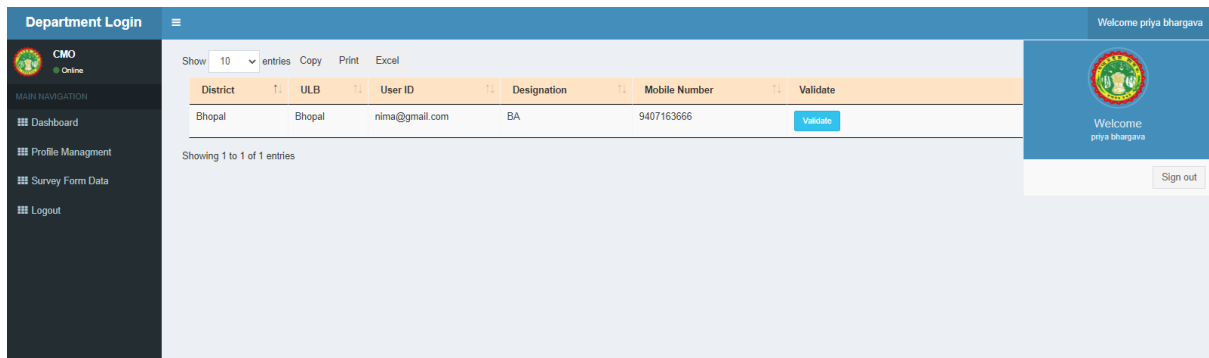 Department Login
Welcome priya bhargava
CMO
Online
MAIN NAVIGATION
Dashboard
Profile Managment
Survey Form Data
Logout
Show 10 entries Copy Print Excel
District ULB User ID Designation Mobile Number Validate
Bhopal Bhopal nima@gmail.com BA 9407163666 Validate
Showing 1 to 1 of 1 entries
Welcome
priya bhargava
Sign out